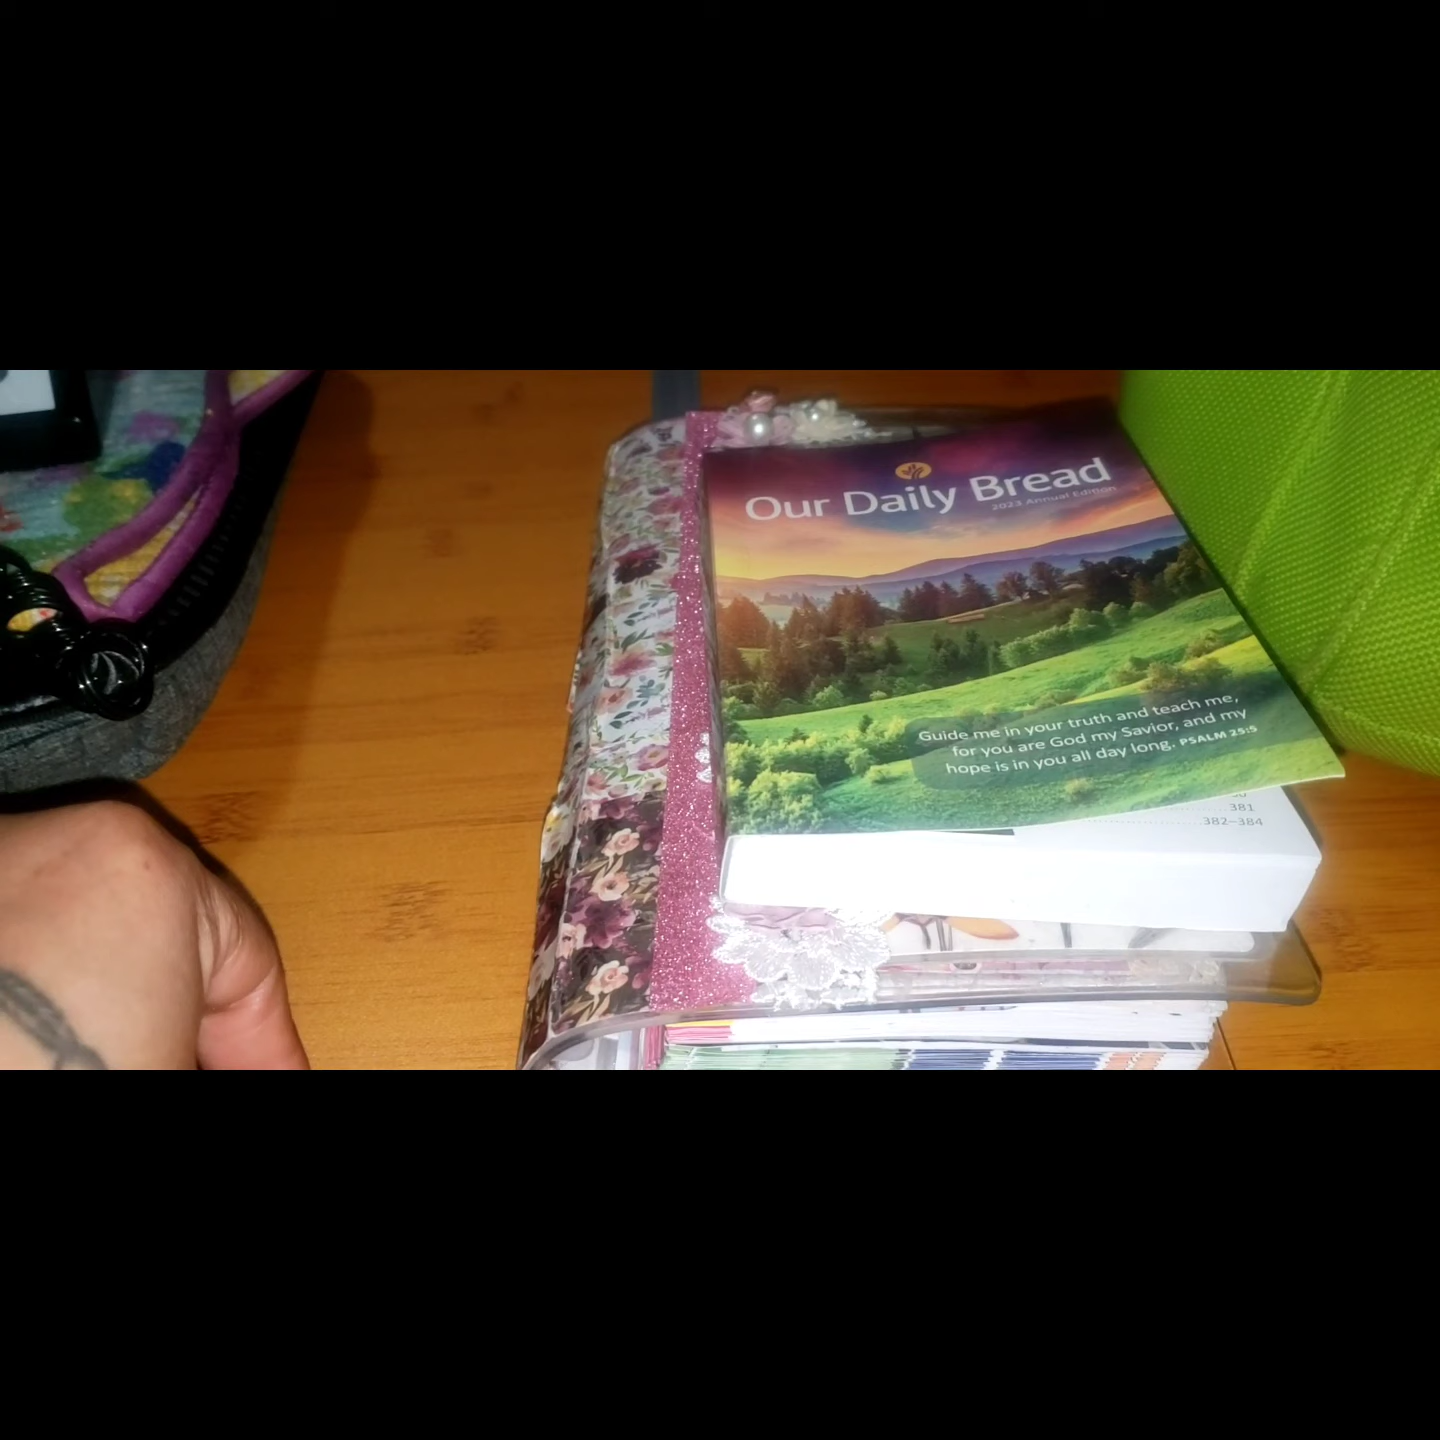 Our Daily Bread
2023 Annual Edition
Guide me in your truth and teach me,
for you are God my Savior, and my
hope is in you all day long. PSALM 25:5
381
382–384